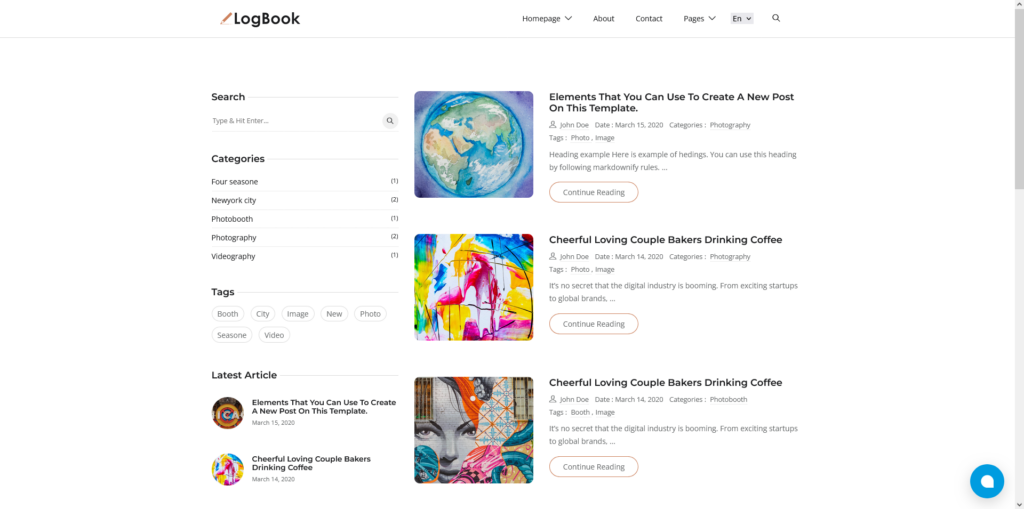 LogBook
Homepage About Contact Pages En
Search
Type & Hit Enter...
Categories
Four seasone (1)
Newyork city (2)
Photobooth (1)
Photography (2)
Videography (1)
Tags
Booth City Image New Photo
Seasone Video
Latest Article
Elements That You Can Use To Create
A New Post On This Template.
March 15, 2020
Cheerful Loving Couple Bakers
Drinking Coffee
March 14, 2020
Elements That You Can Use To Create A New Post
On This Template.
John Doe Date : March 15, 2020 Categories : Photography
Tags : Photo , Image
Heading example Here is example of hedings. You can use this heading
by following markdownify rules. ...
Continue Reading
Cheerful Loving Couple Bakers Drinking Coffee
John Doe Date : March 14, 2020 Categories : Photography
Tags : Photo , Image
It’s no secret that the digital industry is booming. From exciting startups
to global brands, ...
Continue Reading
Cheerful Loving Couple Bakers Drinking Coffee
John Doe Date : March 14, 2020 Categories : Photobooth
Tags : Booth , Image
It’s no secret that the digital industry is booming. From exciting startups
to global brands, ...
Continue Reading